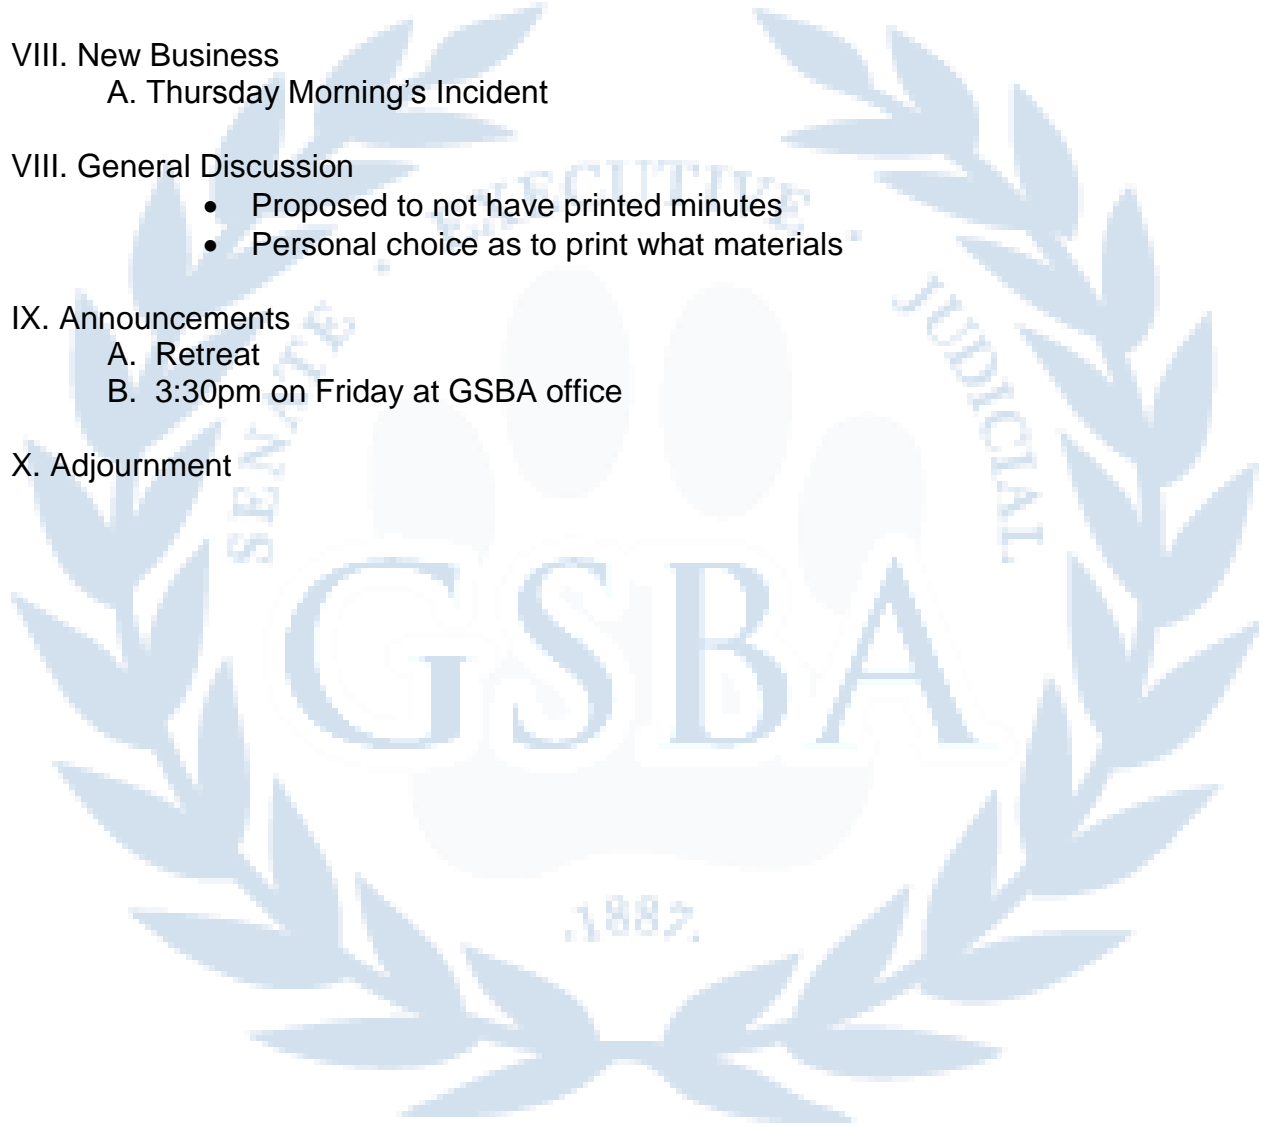 VIII. New Business
A. Thursday Morning’s Incident
VIII. General Discussion
• Proposed to not have printed minutes
• Personal choice as to print what materials
IX. Announcements
A. Retreat
B. 3:30pm on Friday at GSBA office
X. Adjournment
SENATE · EXECUTIVE · JUDICIAL
GSBA
.1887.